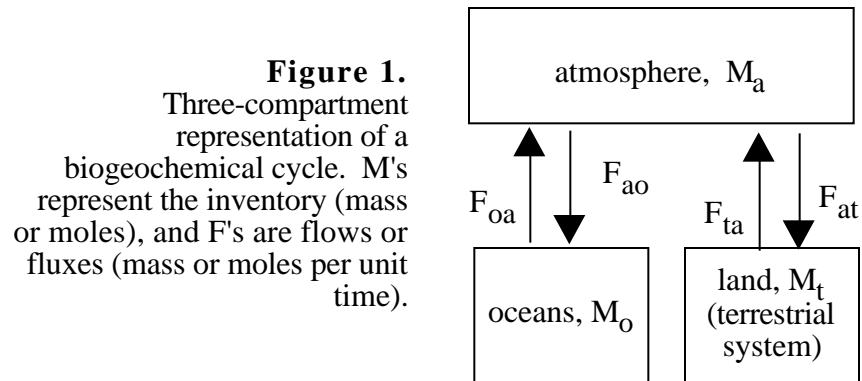 Figure 1.
Three-compartment
representation of a
biogeochemical cycle. M's
represent the inventory (mass
or moles), and F's are flows or
fluxes (mass or moles per unit
time).
atmosphere, Ma
Foa
Fao
Fta
Fat
oceans, Mo
land, Mt
(terrestrial
system)